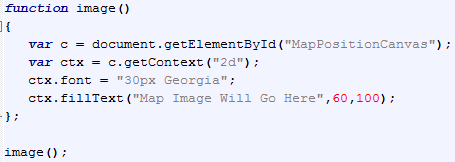 function image()
{
var c = document.getElementById("MapPositionCanvas");
var ctx = c.getContext("2d");
ctx.font = "30px Georgia";
ctx.fillText("Map Image Will Go Here",60,100);
};
image();